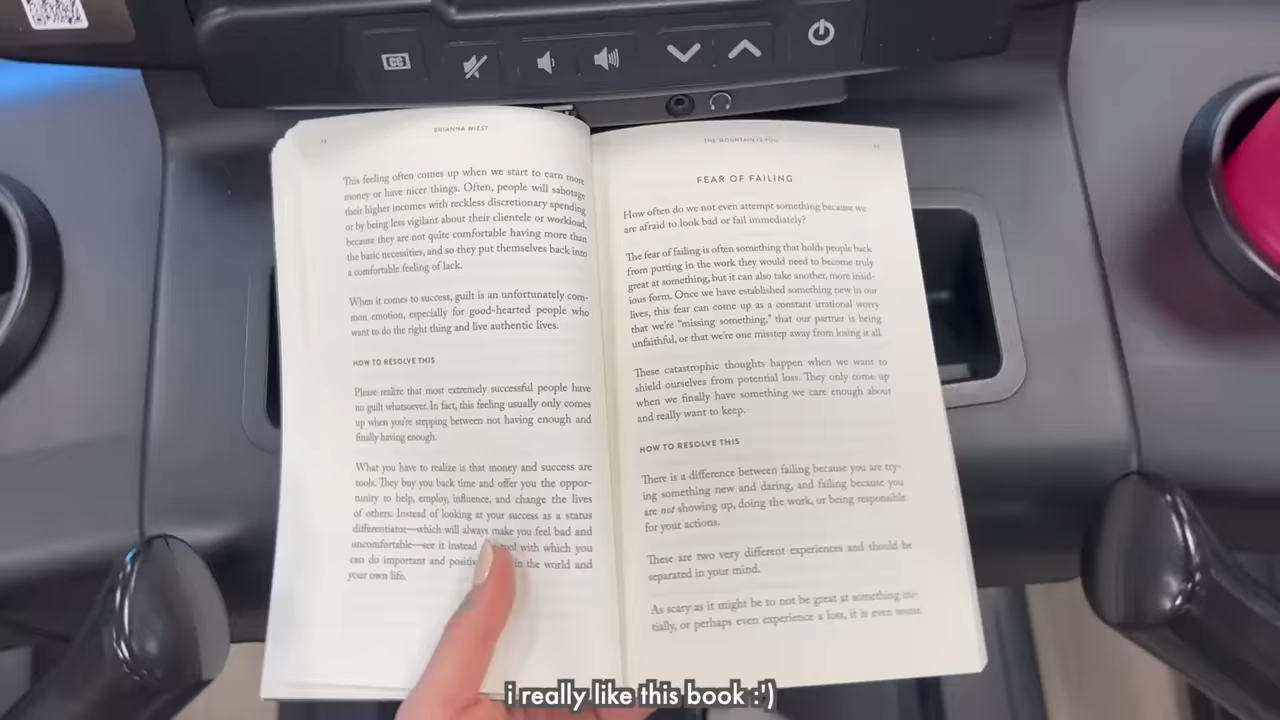 CC
BRIANNA WIEST
This feeling often comes up when we start to earn more
money or have nicer things. Often, people will sabotage
their higher incomes with reckless discretionary spending
or by being less vigilant about their clientele or workload,
because they are not quite comfortable having more than
the basic necessities, and so they put themselves back into
a comfortable feeling of lack.
When it comes to success, guilt is an unfortunately com-
mon emotion, especially for good-hearted people who
want to do the right thing and live authentic lives.
HOW TO RESOLVE THIS
Please realize that most extremely successful people have
no guilt whatsoever. In fact, this feeling usually only comes
up when you're stepping between not having enough and
finally having enough.
What you have to realize is that money and success are
tools. They buy you back time and offer you the oppor-
tunity to help, employ, influence, and change the lives
of others. Instead of looking at your success as a status
differentiator—which will always make you feel bad and
uncomfortable—see it instead tool with which you
can do important and in the world and
your own life.
THE MOUNTAIN IS YOU
FEAR OF FAILING
How often do we not even attempt something because we
are afraid to look bad or fail immediately?
The fear of failing is often something that holds people back
from putting in the work they would need to become truly
great at something, but it can also take another, more insid-
ious form. Once we have established something new in our
lives, this fear can come up as a constant irrational worry
that we're "missing something," that our partner is being
unfaithful, or that we're one misstep away from losing it all.
These catastrophic thoughts happen when we want to
shield ourselves from potential loss. They only come up
when we finally have something we care enough about
and really want to keep.
HOW TO RESOLVE THIS
There is a difference between failing because you are try-
ing something new and daring, and failing because you
are not showing up, doing the work, or being responsible
for your actions.
These are two very different experiences and should be
separated in your mind.
As scary as it might be to not be great at something ini-
tially, or perhaps even experience a loss, it is even worse
i really like this book :')